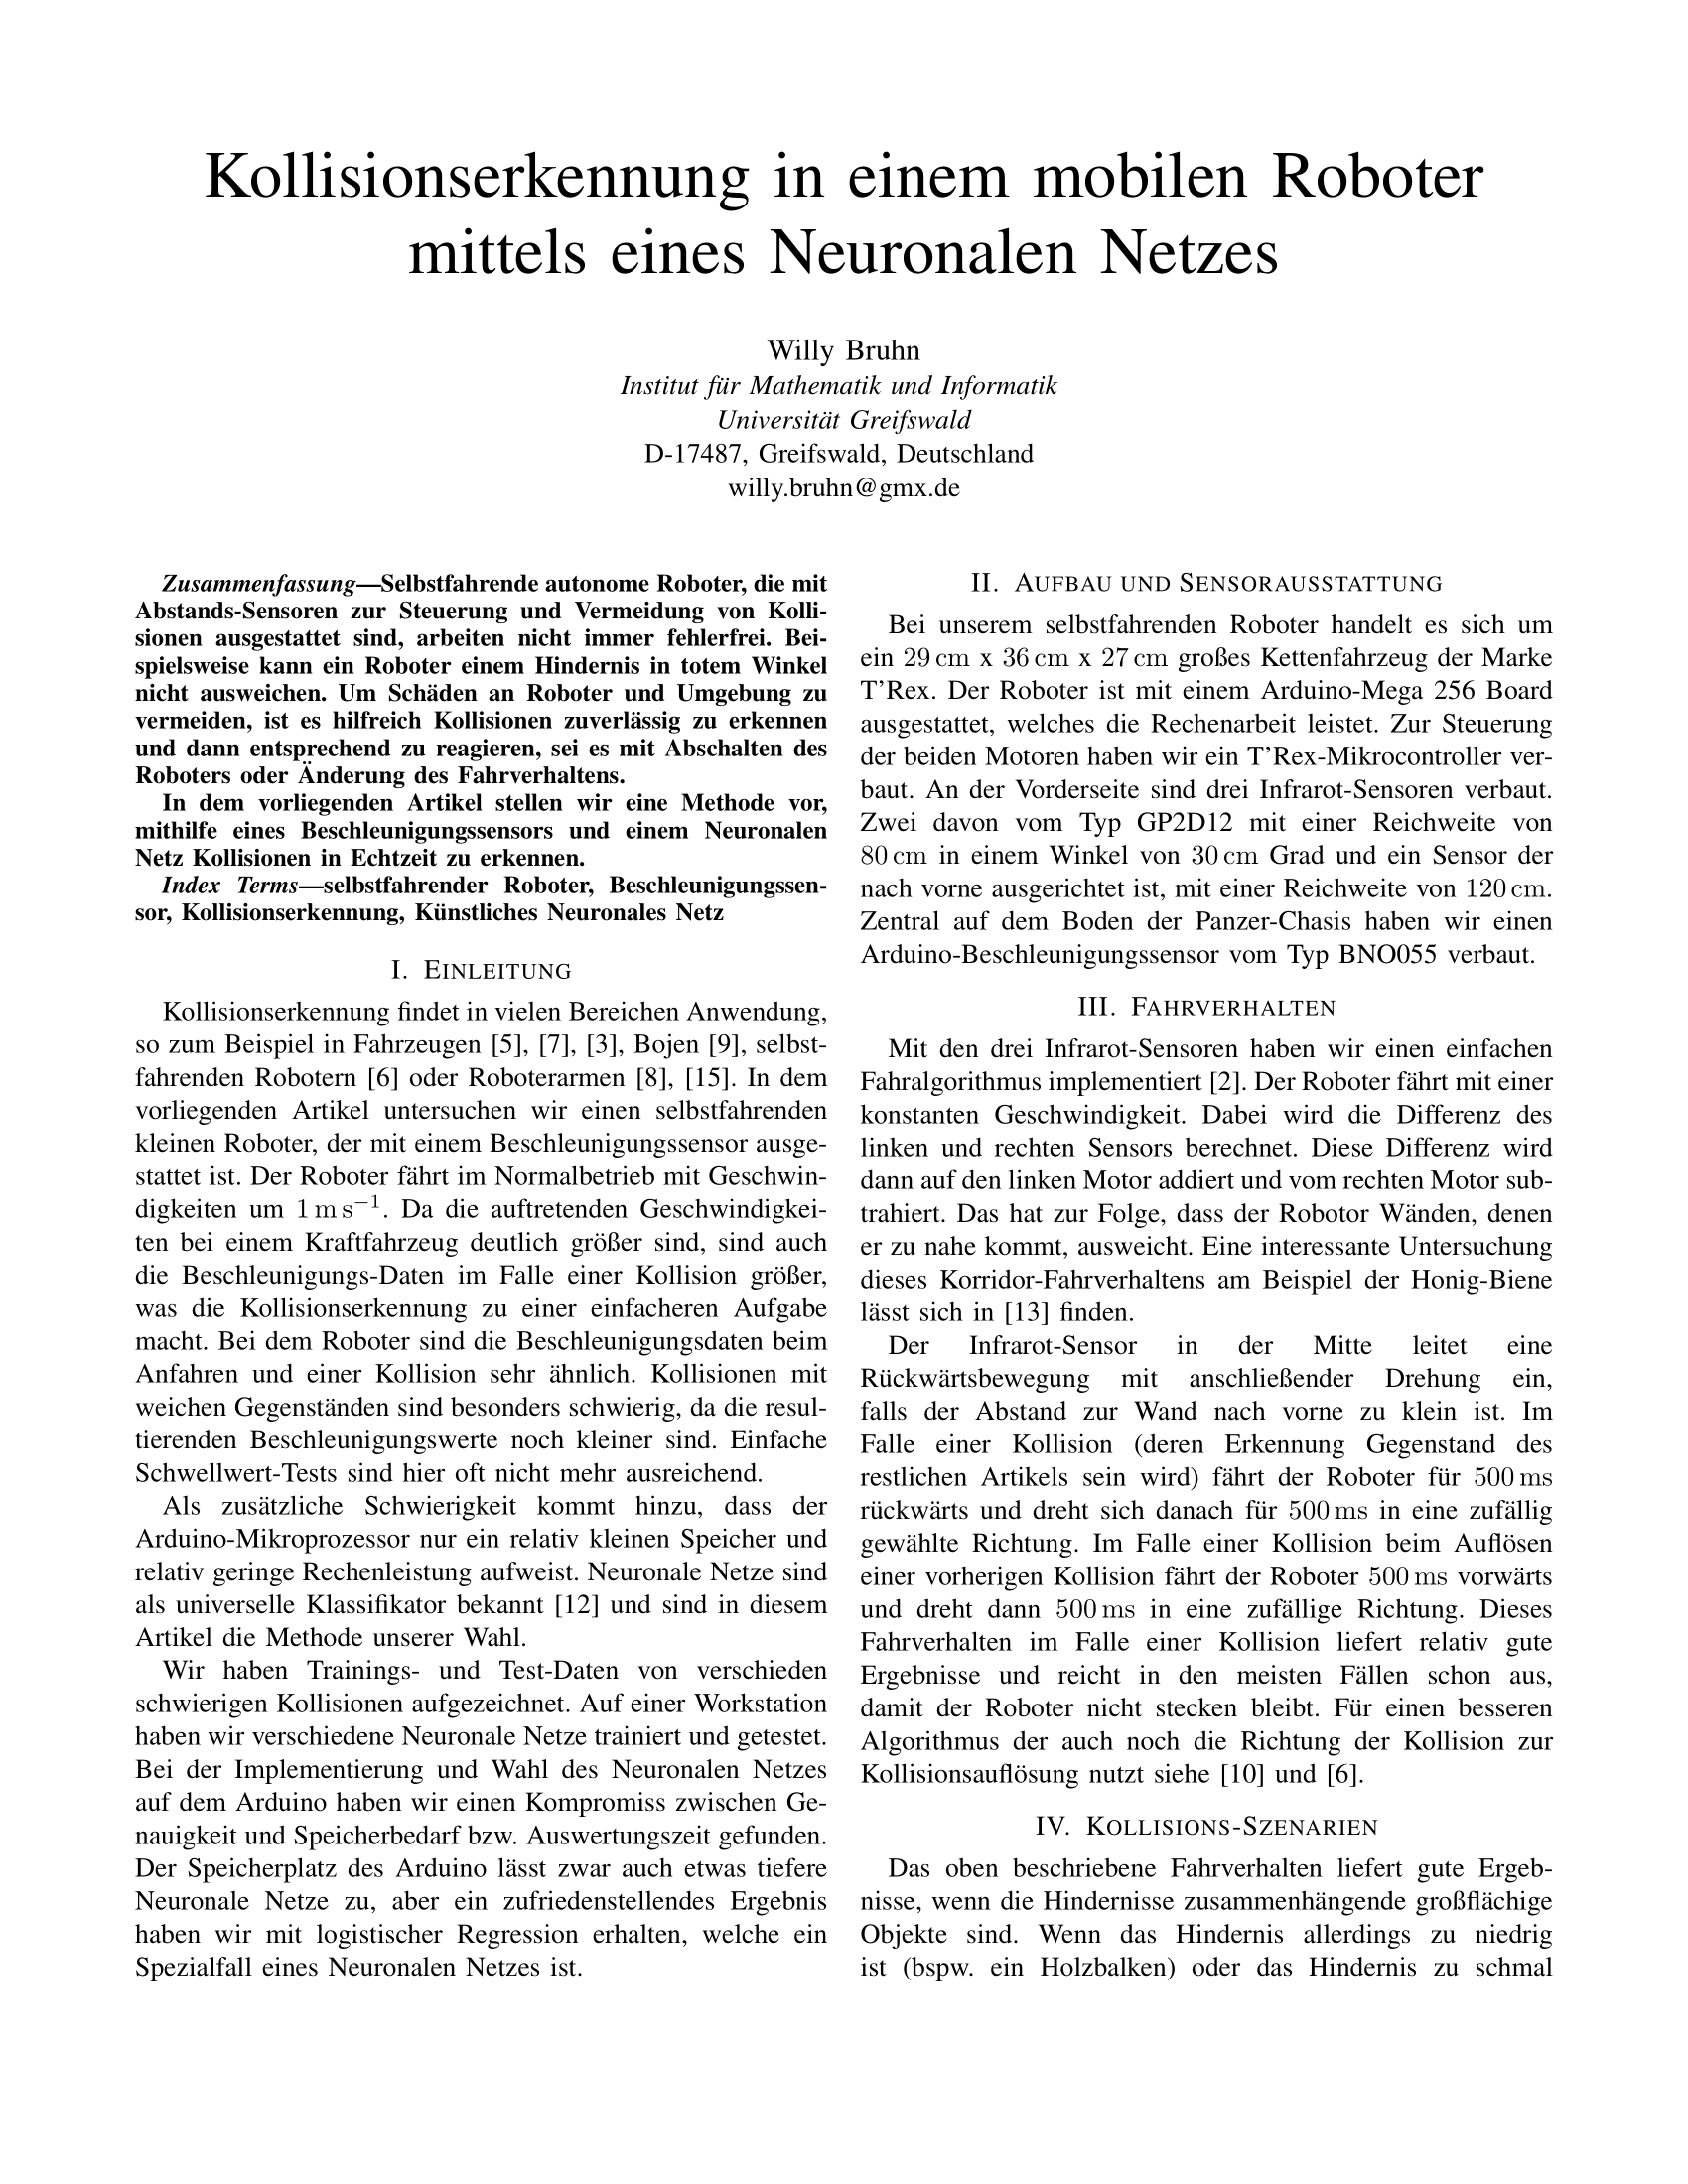 Kollisionserkennung in einem mobilen Roboter
mittels eines Neuronalen Netzes
Willy Bruhn
Institut für Mathematik und Informatik
Universität Greifswald
D-17487, Greifswald, Deutschland
willy.bruhn@gmx.de
Zusammenfassung—Selbstfahrende autonome Roboter, die mit
Abstands-Sensoren zur Steuerung und Vermeidung von Kolli-
sionen ausgestattet sind, arbeiten nicht immer fehlerfrei. Bei-
spielsweise kann ein Roboter einem Hindernis in totem Winkel
nicht ausweichen. Um Schäden an Roboter und Umgebung zu
vermeiden, ist es hilfreich Kollisionen zuverlässig zu erkennen
und dann entsprechend zu reagieren, sei es mit Abschalten des
Roboters oder Änderung des Fahrverhaltens.
In dem vorliegenden Artikel stellen wir eine Methode vor,
mithilfe eines Beschleunigungssensors und einem Neuronalen
Netz Kollisionen in Echtzeit zu erkennen.
Index Terms—selbstfahrender Roboter, Beschleunigungssen-
sor, Kollisionserkennung, Künstliches Neuronales Netz
I. EINLEITUNG
Kollisionserkennung findet in vielen Bereichen Anwendung,
so zum Beispiel in Fahrzeugen [5], [7], [3], Bojen [9], selbst-
fahrenden Robotern [6] oder Roboterarmen [8], [15]. In dem
vorliegenden Artikel untersuchen wir einen selbstfahrenden
kleinen Roboter, der mit einem Beschleunigungssensor ausge-
stattet ist. Der Roboter fährt im Normalbetrieb mit Geschwin-
digkeiten um 1 m s⁻¹. Da die auftretenden Geschwindigkei-
ten bei einem Kraftfahrzeug deutlich größer sind, sind auch
die Beschleunigungs-Daten im Falle einer Kollision größer,
was die Kollisionserkennung zu einer einfacheren Aufgabe
macht. Bei dem Roboter sind die Beschleunigungsdaten beim
Anfahren und einer Kollision sehr ähnlich. Kollisionen mit
weichen Gegenständen sind besonders schwierig, da die resul-
tierenden Beschleunigungswerte noch kleiner sind. Einfache
Schwellwert-Tests sind hier oft nicht mehr ausreichend.
Als zusätzliche Schwierigkeit kommt hinzu, dass der
Arduino-Mikroprozessor nur ein relativ kleinen Speicher und
relativ geringe Rechenleistung aufweist. Neuronale Netze sind
als universelle Klassifikator bekannt [12] und sind in diesem
Artikel die Methode unserer Wahl.
Wir haben Trainings- und Test-Daten von verschieden
schwierigen Kollisionen aufgezeichnet. Auf einer Workstation
haben wir verschiedene Neuronale Netze trainiert und getestet.
Bei der Implementierung und Wahl des Neuronalen Netzes
auf dem Arduino haben wir einen Kompromiss zwischen Ge-
nauigkeit und Speicherbedarf bzw. Auswertungszeit gefunden.
Der Speicherplatz des Arduino lässt zwar auch etwas tiefere
Neuronale Netze zu, aber ein zufriedenstellendes Ergebnis
haben wir mit logistischer Regression erhalten, welche ein
Spezialfall eines Neuronalen Netzes ist.
II. AUFBAU UND SENSORAUSSTATTUNG
Bei unserem selbstfahrenden Roboter handelt es sich um
ein 29 cm x 36 cm x 27 cm großes Kettenfahrzeug der Marke
T'Rex. Der Roboter ist mit einem Arduino-Mega 256 Board
ausgestattet, welches die Rechenarbeit leistet. Zur Steuerung
der beiden Motoren haben wir ein T'Rex-Mikrocontroller ver-
baut. An der Vorderseite sind drei Infrarot-Sensoren verbaut.
Zwei davon vom Typ GP2D12 mit einer Reichweite von
80 cm in einem Winkel von 30 cm Grad und ein Sensor der
nach vorne ausgerichtet ist, mit einer Reichweite von 120 cm.
Zentral auf dem Boden der Panzer-Chasis haben wir einen
Arduino-Beschleunigungssensor vom Typ BNO055 verbaut.
III. FAHRVERHALTEN
Mit den drei Infrarot-Sensoren haben wir einen einfachen
Fahralgorithmus implementiert [2]. Der Roboter fährt mit einer
konstanten Geschwindigkeit. Dabei wird die Differenz des
linken und rechten Sensors berechnet. Diese Differenz wird
dann auf den linken Motor addiert und vom rechten Motor sub-
trahiert. Das hat zur Folge, dass der Robotor Wänden, denen
er zu nahe kommt, ausweicht. Eine interessante Untersuchung
dieses Korridor-Fahrverhaltens am Beispiel der Honig-Biene
lässt sich in [13] finden.
Der Infrarot-Sensor in der Mitte leitet eine
Rückwärtsbewegung mit anschließender Drehung ein,
falls der Abstand zur Wand nach vorne zu klein ist. Im
Falle einer Kollision (deren Erkennung Gegenstand des
restlichen Artikels sein wird) fährt der Roboter für 500 ms
rückwärts und dreht sich danach für 500 ms in eine zufällig
gewählte Richtung. Im Falle einer Kollision beim Auflösen
einer vorherigen Kollision fährt der Roboter 500 ms vorwärts
und dreht dann 500 ms in eine zufällige Richtung. Dieses
Fahrverhalten im Falle einer Kollision liefert relativ gute
Ergebnisse und reicht in den meisten Fällen schon aus,
damit der Roboter nicht stecken bleibt. Für einen besseren
Algorithmus der auch noch die Richtung der Kollision zur
Kollisionsauflösung nutzt siehe [10] und [6].
IV. KOLLISIONS-SZENARIEN
Das oben beschriebene Fahrverhalten liefert gute Ergeb-
nisse, wenn die Hindernisse zusammenhängende großflächige
Objekte sind. Wenn das Hindernis allerdings zu niedrig
ist (bspw. ein Holzbalken) oder das Hindernis zu schmal